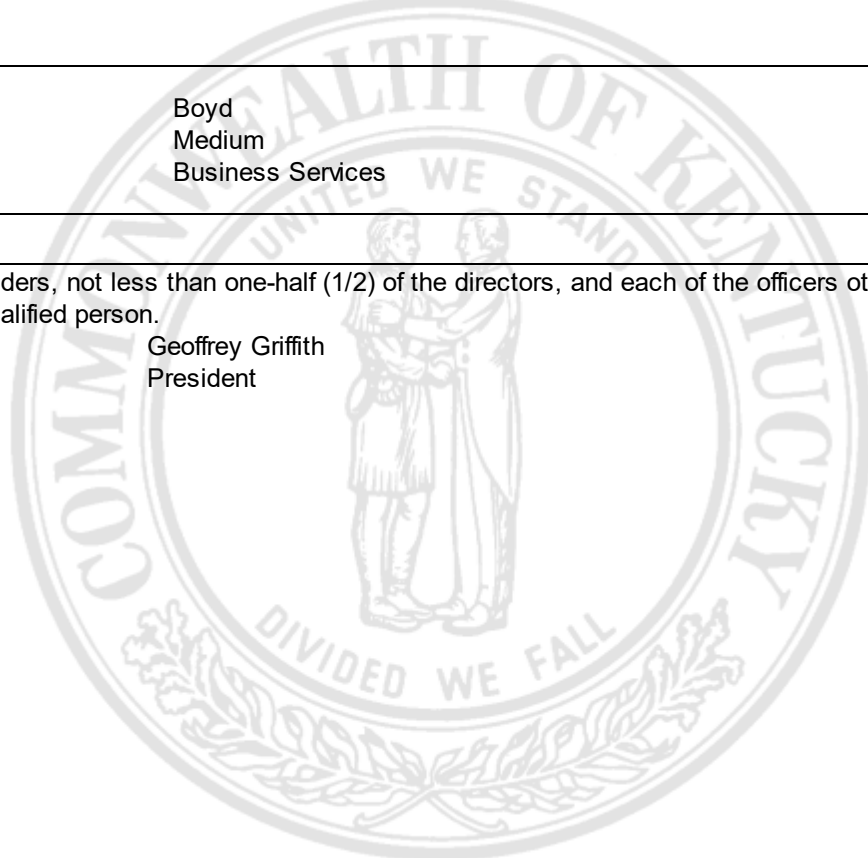 COMMONWEALTH OF KENTUCKY
UNITED WE STAND
Boyd
Medium
Business Services
ders, not less than one-half (1/2) of the directors, and each of the officers ot
alified person.
Geoffrey Griffith
President
DIVIDED WE FALL